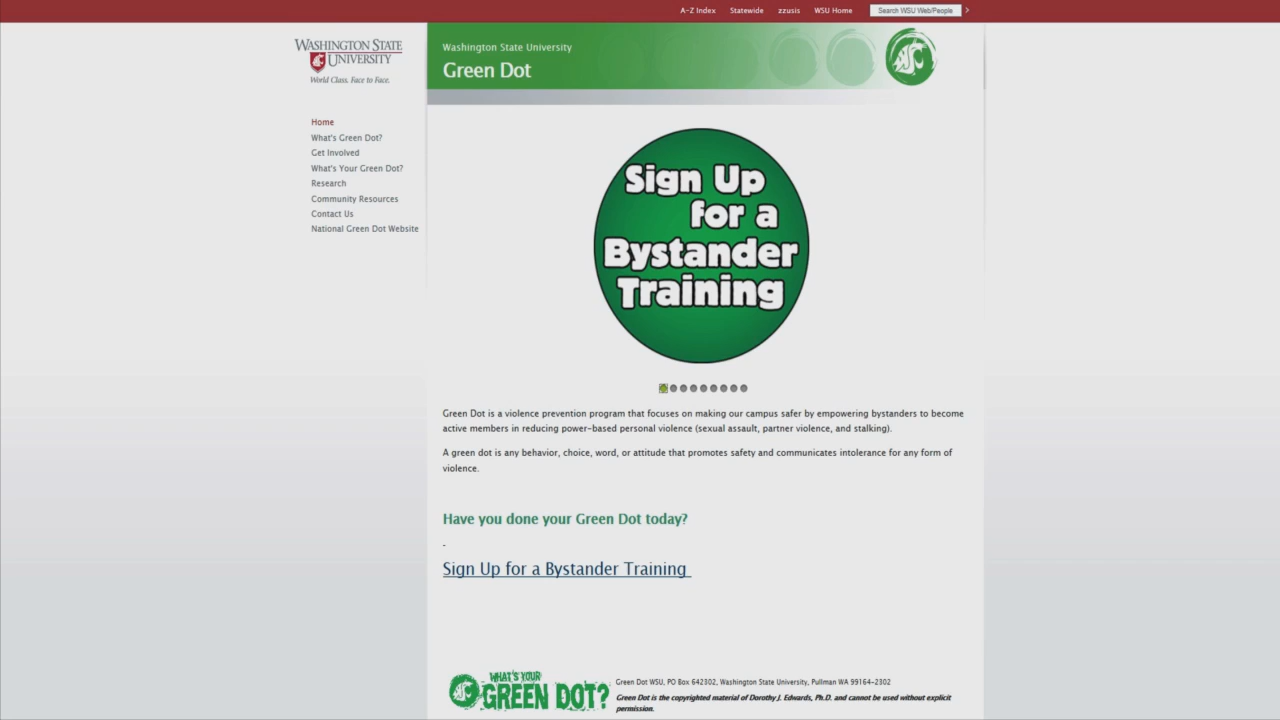 A-Z Index Statewide zzusis WSU Home Search WSU Web/People >
WASHINGTON STATE
UNIVERSITY
World Class. Face to Face.
Washington State University
Green Dot
Home
What's Green Dot?
Get Involved
What's Your Green Dot?
Research
Community Resources
Contact Us
National Green Dot Website
Sign Up
for a
Bystander
Training
Green Dot is a violence prevention program that focuses on making our campus safer by empowering bystanders to become
active members in reducing power-based personal violence (sexual assault, partner violence, and stalking).
A green dot is any behavior, choice, word, or attitude that promotes safety and communicates intolerance for any form of
violence.
Have you done your Green Dot today?
-
Sign Up for a Bystander Training
WHAT'S YOUR
GREEN DOT?
Green Dot WSU, PO Box 642302, Washington State University, Pullman WA 99164-2302
Green Dot is the copyrighted material of Dorothy J. Edwards, Ph.D. and cannot be used without explicit
permission.